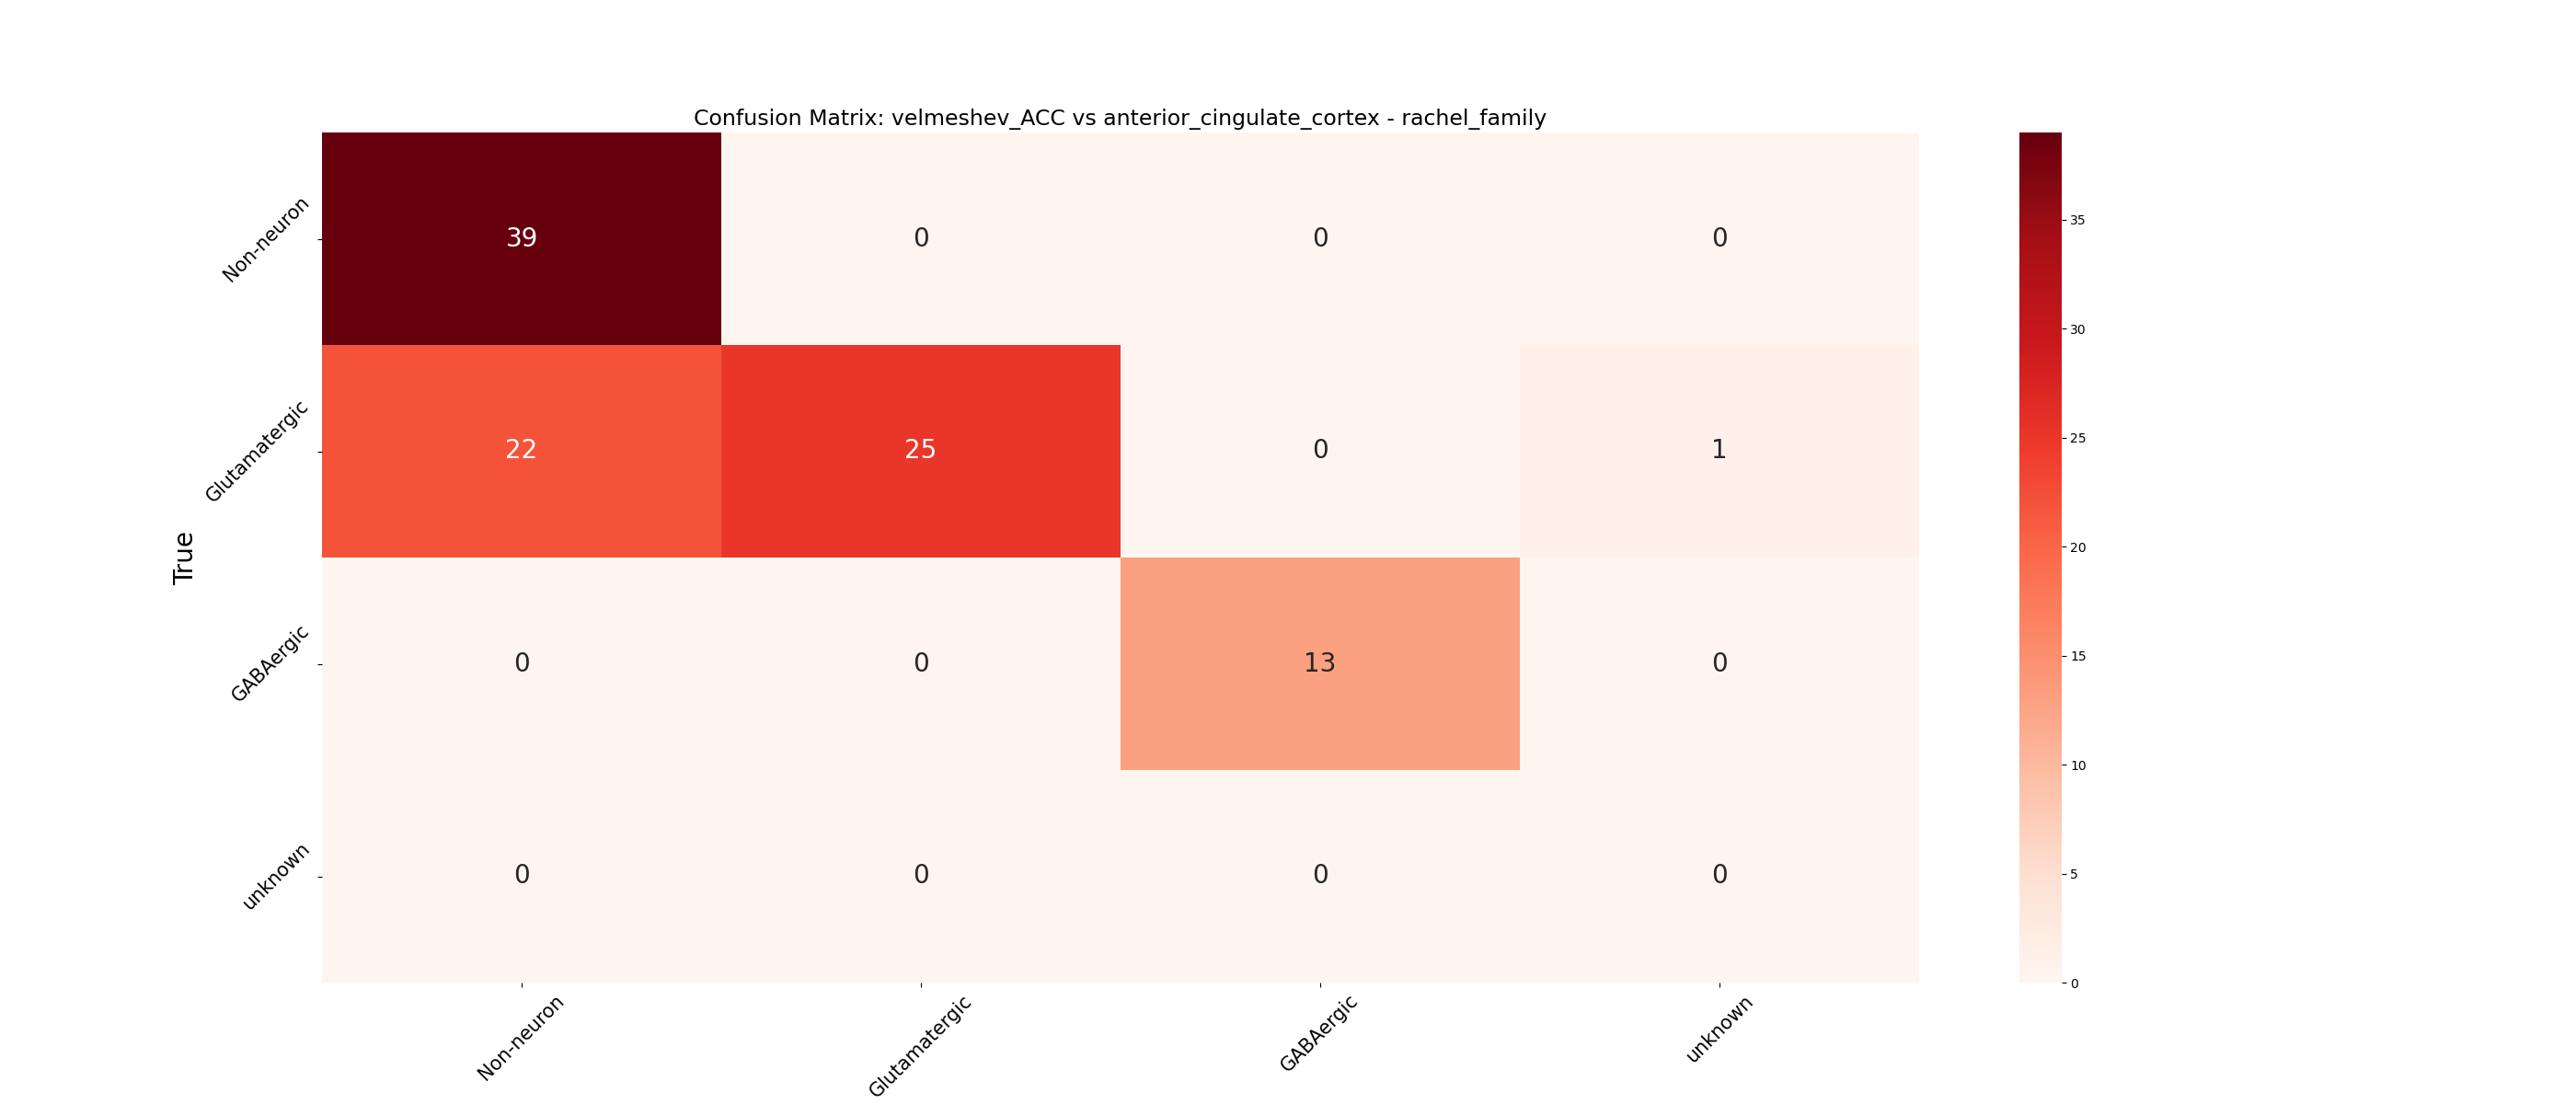 Confusion Matrix: velmeshev_ACC vs anterior_cingulate_cortex - rachel_family
True
Non-neuron
39 0 0 0
Glutamatergic
22 25 0 1
GABAergic
0 0 13 0
unknown
0 0 0 0
Non-neuron Glutamatergic GABAergic unknown
35
30
25
20
15
10
5
0